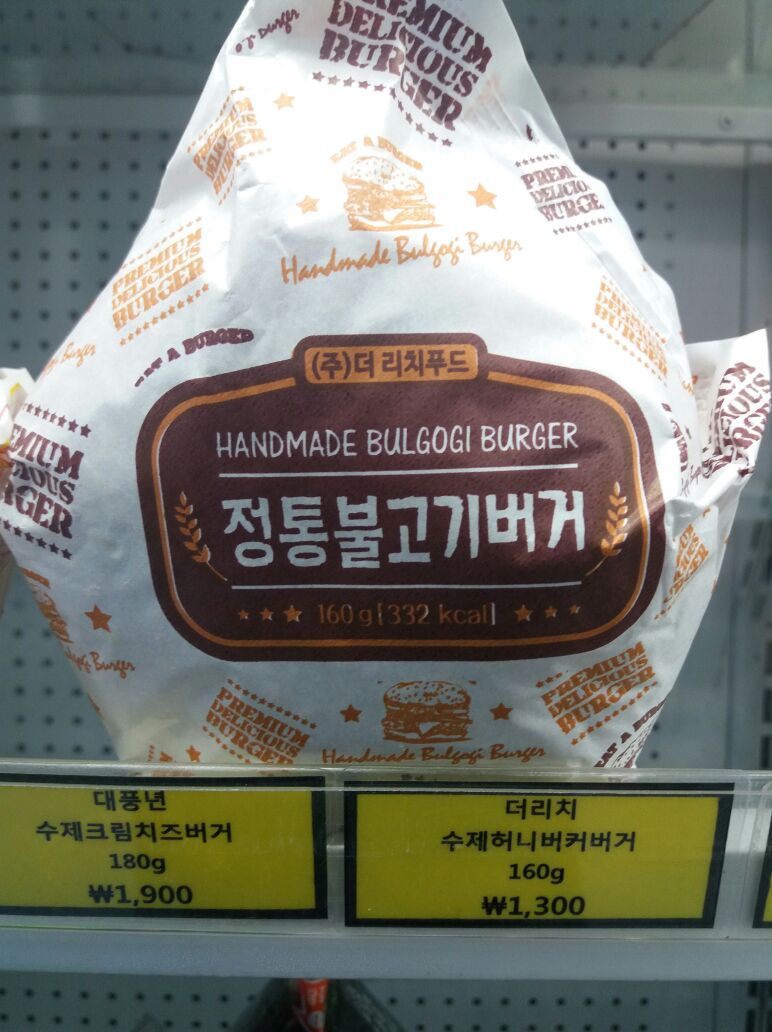 PREMIUM
DELICIOUS
BURGER
EAT A BURGER
Handmade Bulgogi Burger
PREMIUM
DELICIOUS
BURGER
EAT A BURGER
(주)더 리치푸드
HANDMADE BULGOGI BURGER
정통불고기버거
160g[332 kcal]
PREMIUM
DELICIOUS
BURGER
PREMIUM
DELICIOUS
BURGER
Handmade Bulgogi Burger
대풍년
수제크림치즈버거
180g
₩1,900
더리치
수제허니버커버거
160g
₩1,300